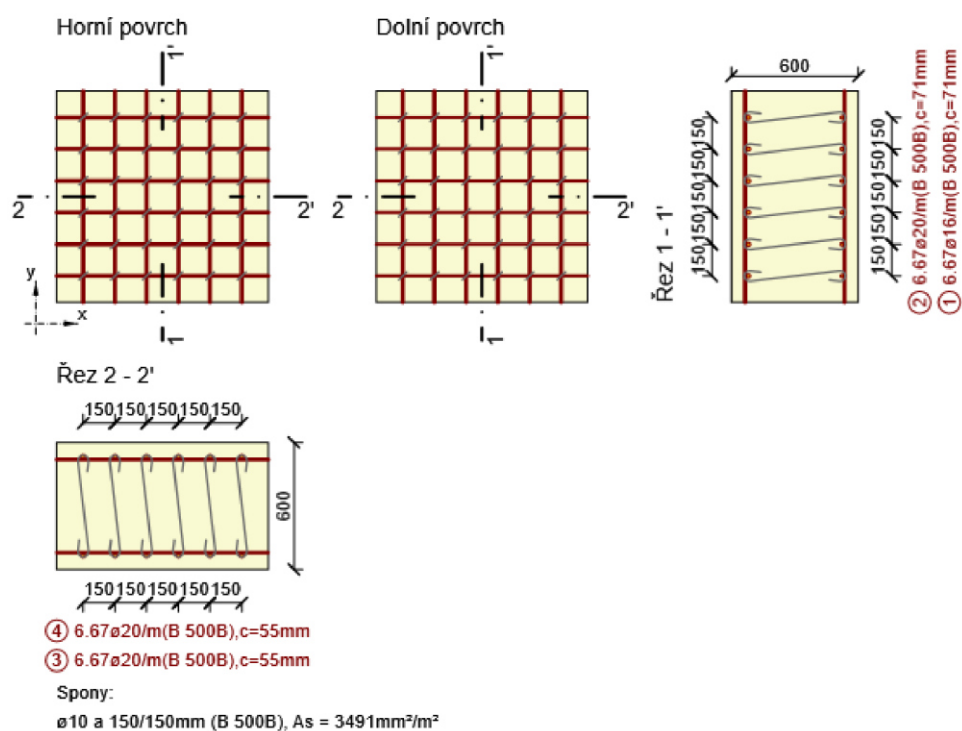 Horní povrch
Dolní povrch
1'
1'
2
2'
2
2'
y
x
1
1
600
150 150 150 150 150
150 150 150 150 150
Řez 1 - 1'
② 6.67ø20/m(B 500B),c=71mm
① 6.67ø16/m(B 500B),c=71mm
Řez 2 - 2'
150 150 150 150 150
600
150 150 150 150 150
④ 6.67ø20/m(B 500B),c=55mm
③ 6.67ø20/m(B 500B),c=55mm
Spony:
ø10 a 150/150mm (B 500B), As = 3491mm²/m²